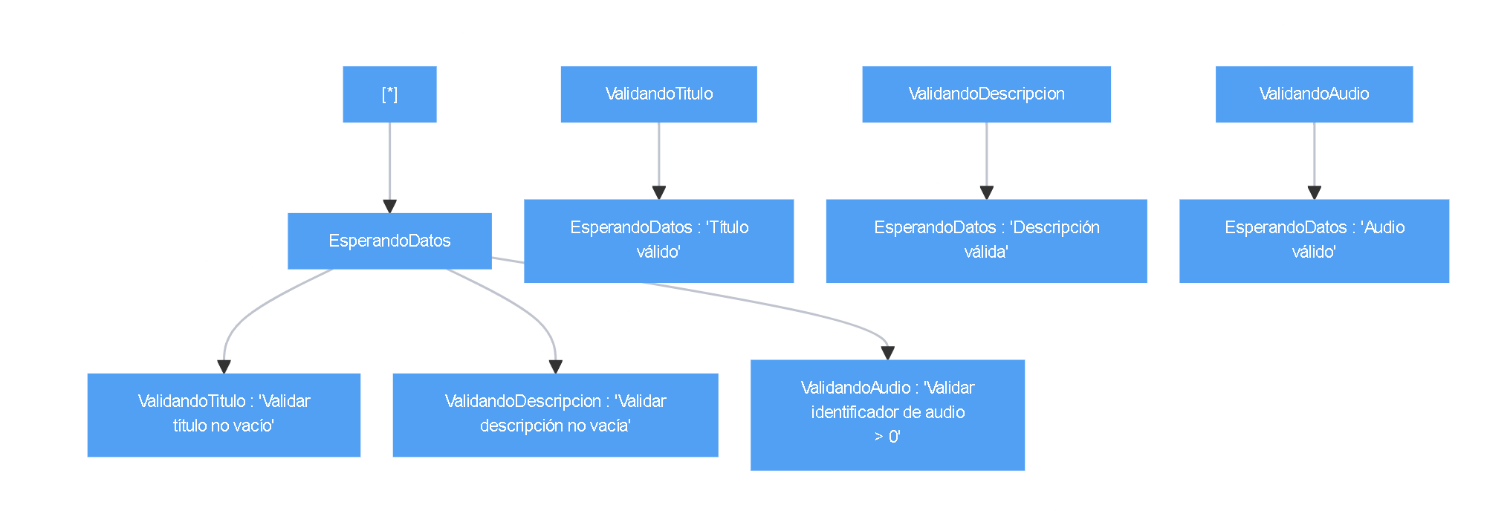 [*]
ValidandoTitulo
ValidandoDescripcion
ValidandoAudio
EsperandoDatos
EsperandoDatos : 'Título
válido'
EsperandoDatos : 'Descripción
válida'
EsperandoDatos : 'Audio
válido'
ValidandoTitulo : 'Validar
título no vacío'
ValidandoDescripcion : 'Validar
descripción no vacía'
ValidandoAudio : 'Validar
identificador de audio
> 0'